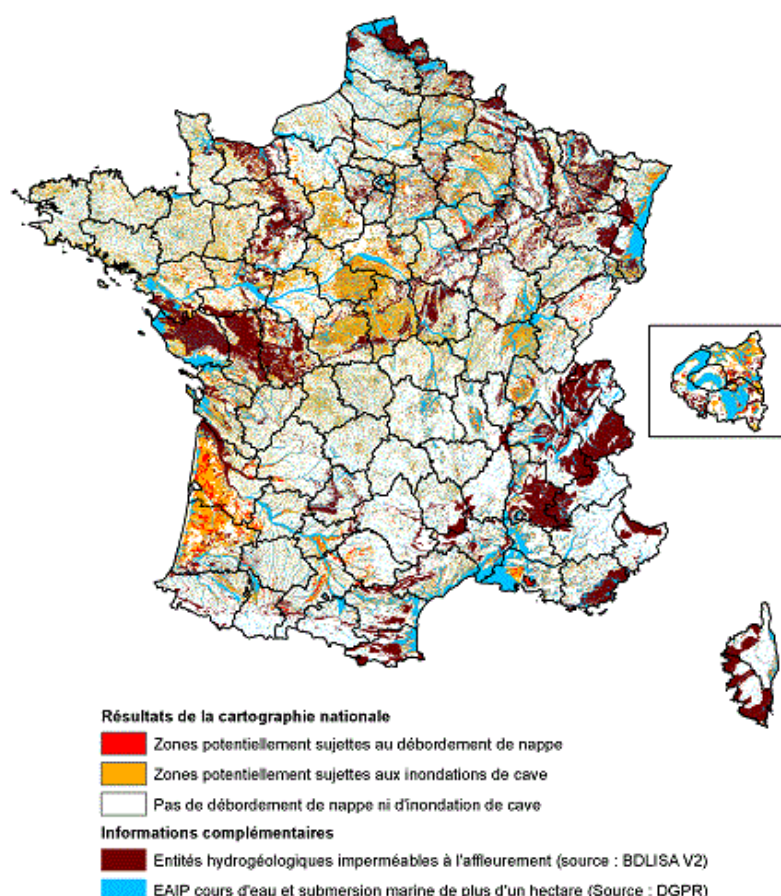 Résultats de la cartographie nationale
Zones potentiellement sujettes au débordement de nappe
Zones potentiellement sujettes aux inondations de cave
Pas de débordement de nappe ni d'inondation de cave
Informations complémentaires
Entités hydrogéologiques imperméables à l'affleurement (source : BDLISA V2)
EAIP cours d'eau et submersion marine de plus d'un hectare (Source : DGPR)